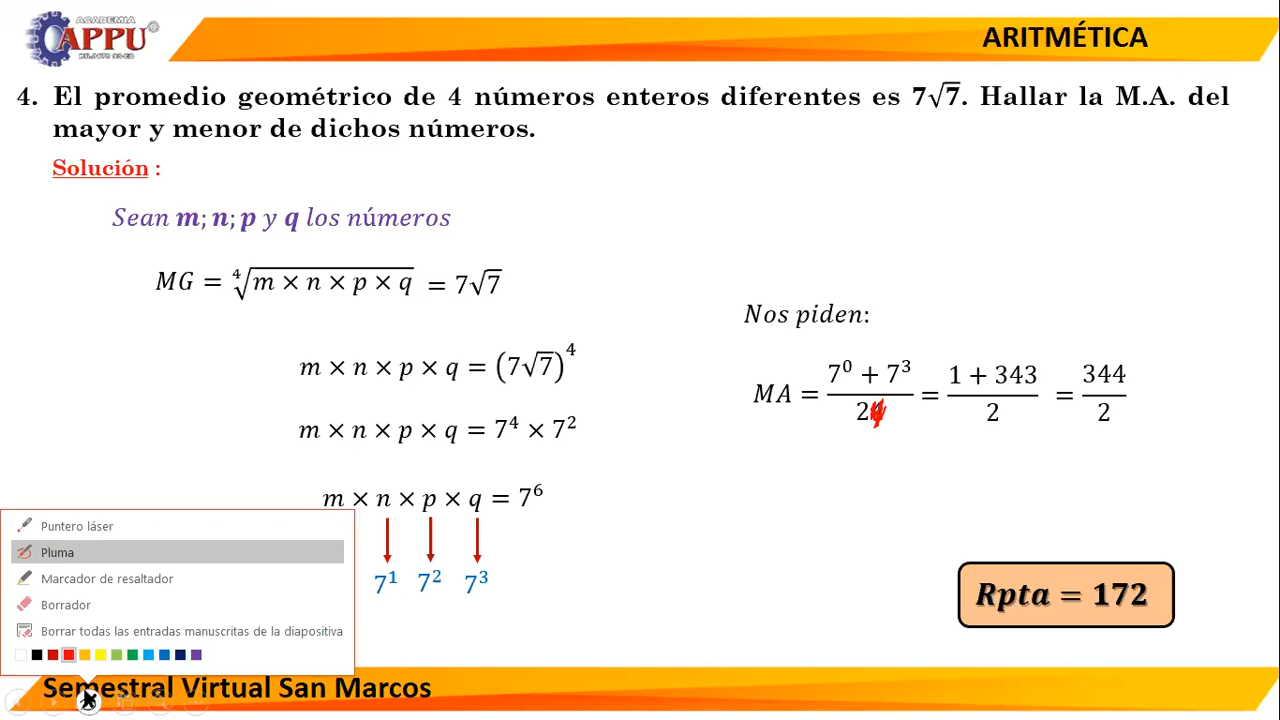 ACADEMIA
APPU®
ARITMÉTICA
4. El promedio geométrico de 4 números enteros diferentes es 7√7. Hallar la M.A. del
mayor y menor de dichos números.
Solución :
Sean m; n; p y q los números
MG = ⁴√(m × n × p × q) = 7√7
m × n × p × q = (7√7)⁴
m × n × p × q = 7⁴ × 7²
m × n × p × q = 7⁶
7¹ 7² 7³
Nos piden:
MA = (7⁰ + 7³)/2 = (1 + 343)/2 = 344/2
Rpta = 172
Puntero láser
Pluma
Marcador de resaltador
Borrador
Borrar todas las entradas manuscritas de la diapositiva
Semestral Virtual San Marcos